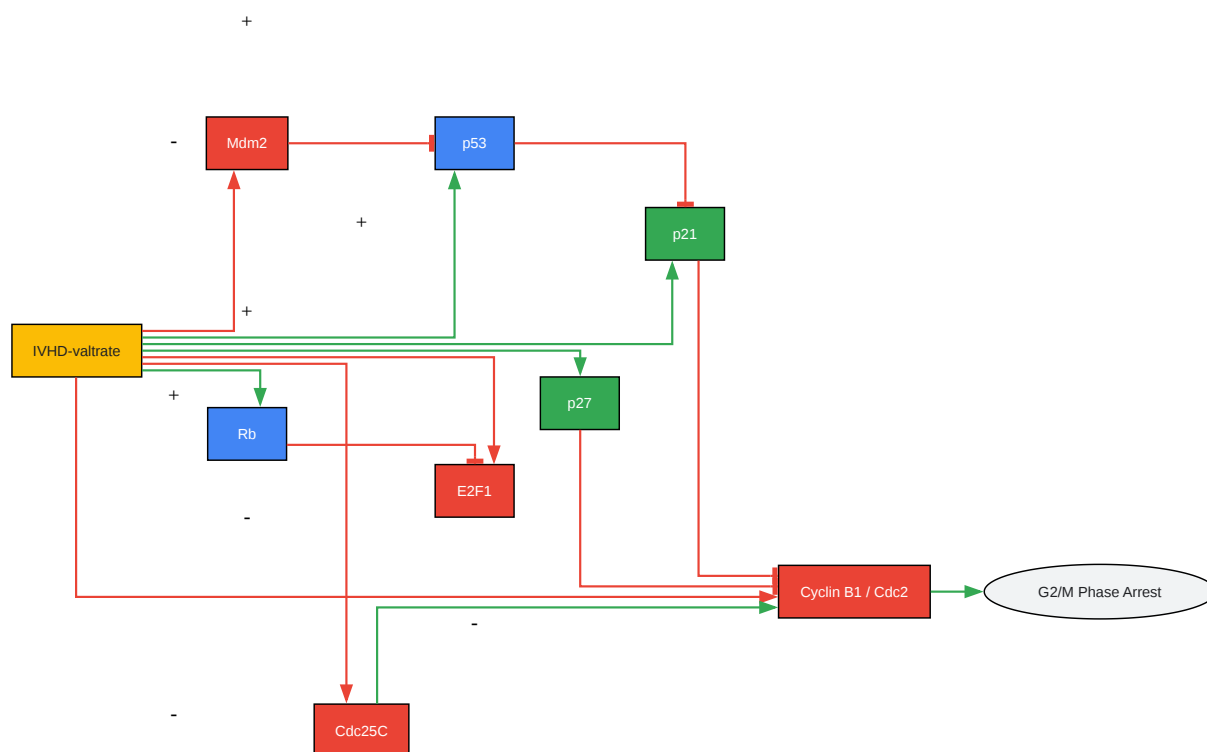 +
-
Mdm2
p53
+
p21
+
IVHD-valtrate
+
p27
Rb
E2F1
-
Cyclin B1 / Cdc2
G2/M Phase Arrest
-
-
Cdc25C